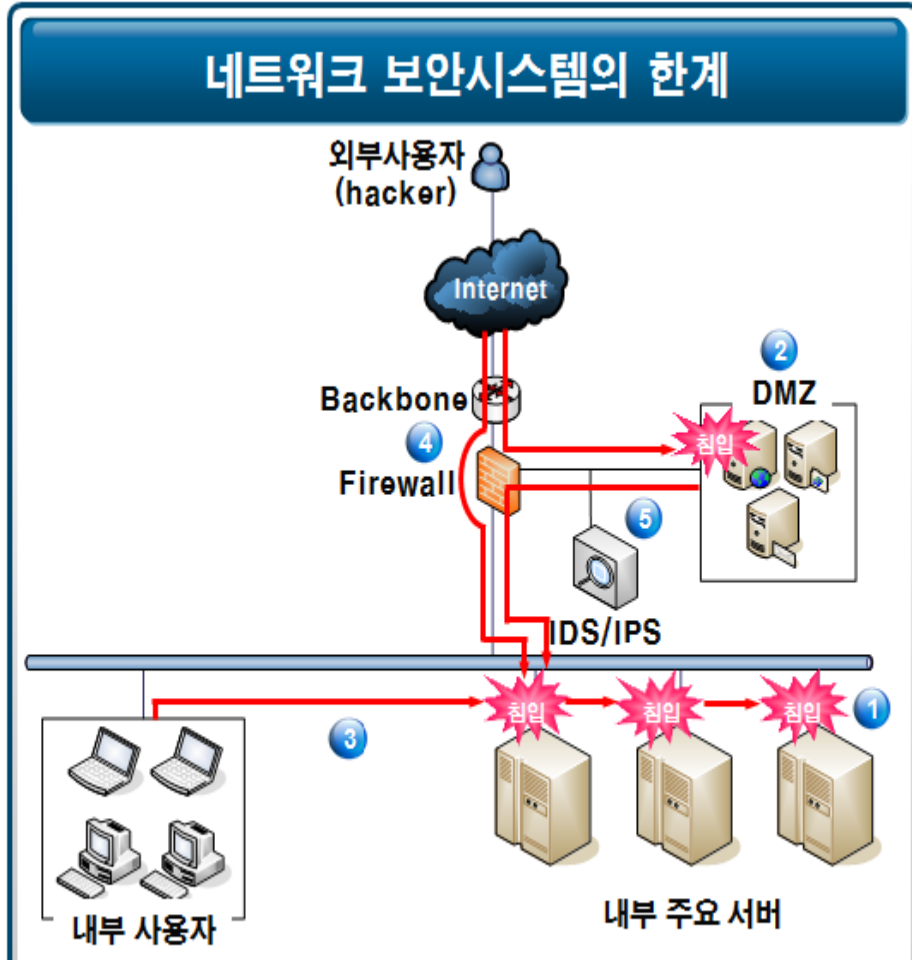 네트워크 보안시스템의 한계
외부사용자
(hacker)
Internet
2
DMZ
Backbone
침입
4
Firewall
5
IDS/IPS
침입
침입
침입
1
3
내부 주요 서버
내부 사용자